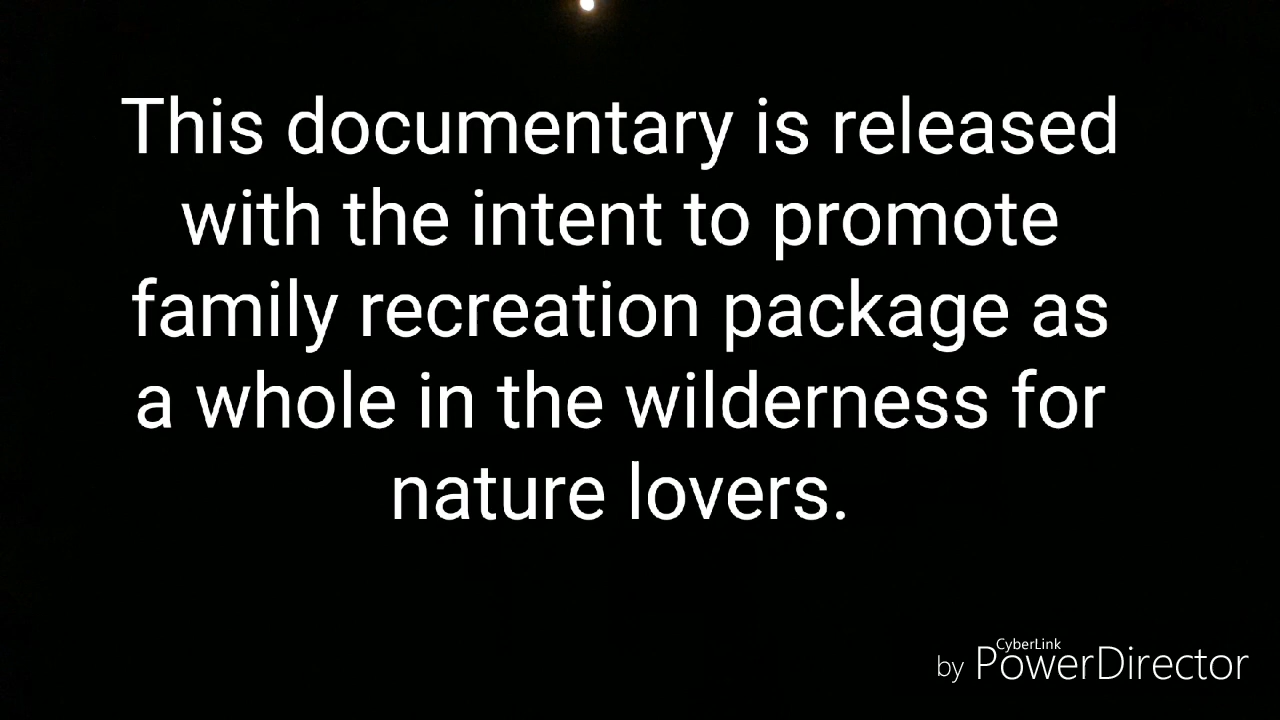 This documentary is released
with the intent to promote
family recreation package as
a whole in the wilderness for
nature lovers.
CyberLink
by PowerDirector